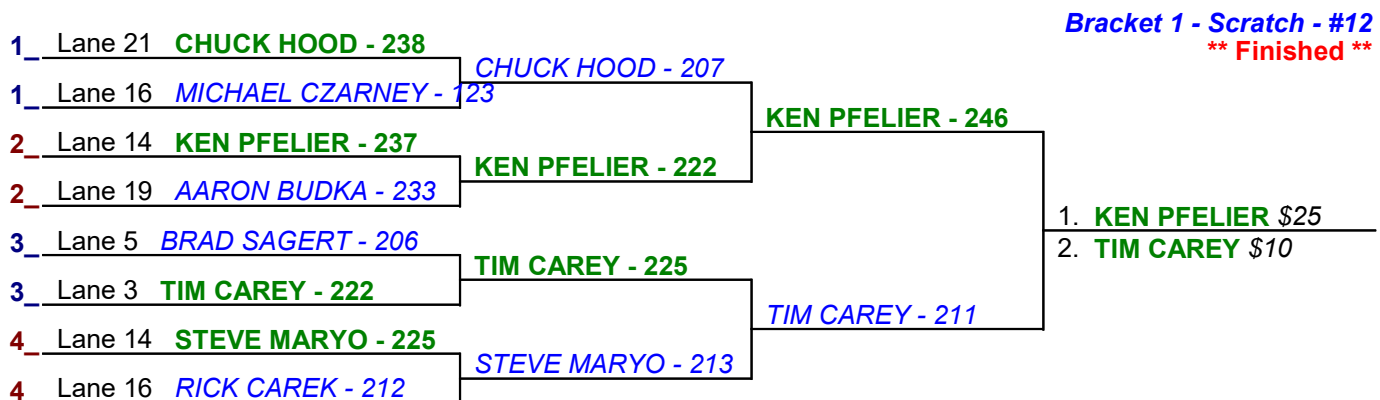 Bracket 1 - Scratch - #12
** Finished **
1_ Lane 21 CHUCK HOOD - 238
1_ Lane 16 MICHAEL CZARNEY - 123
2_ Lane 14 KEN PFELIER - 237
2_ Lane 19 AARON BUDKA - 233
3_ Lane 5 BRAD SAGERT - 206
3_ Lane 3 TIM CAREY - 222
4_ Lane 14 STEVE MARYO - 225
4 Lane 16 RICK CAREK - 212
CHUCK HOOD - 207
KEN PFELIER - 222
TIM CAREY - 225
STEVE MARYO - 213
KEN PFELIER - 246
TIM CAREY - 211
1. KEN PFELIER $25
2. TIM CAREY $10